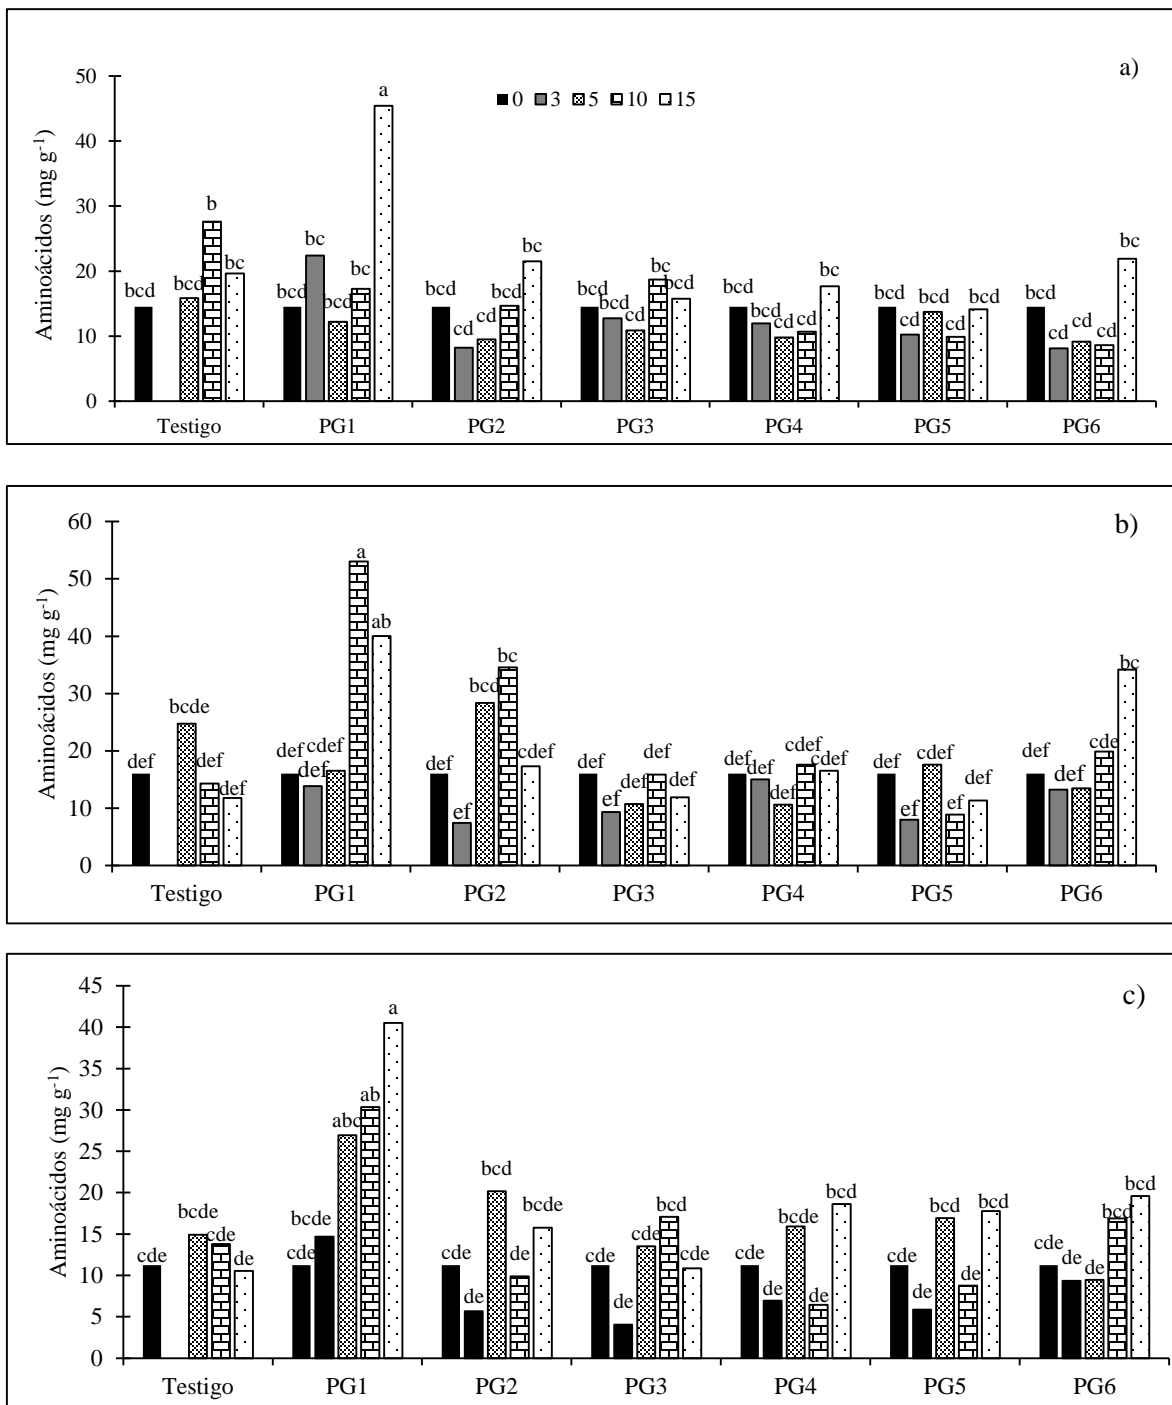 a)
50
0 3 5 10 15
a
40
Aminoácidos (mg g-1)
30
b
bc bc
20
bcd bcd bc bcd bcd bc bcd cd cd bcd bc bcd bcd bc bcd bcd bcd cd cd bc bcd cd bcd cd bcd bcd cd cd cd bc
10
0
Testigo PG1 PG2 PG3 PG4 PG5 PG6
b)
60
a
50
Aminoácidos (mg g-1)
40
ab
bc bc
30
bcde bcd
20
def def def def def cdef def ef cdef def ef def def def def def def cdef cdef def ef cdef ef def def def def cde
10
0
Testigo PG1 PG2 PG3 PG4 PG5 PG6
c)
45
a
40
35
Aminoácidos (mg g-1)
30
ab
abc
25
20
bcd bcd bcd bcd bcd
15
cde bcde cde de cde bcde cde de de bcde cde de cde bcd cde cde de bcde de cde de bcd de cde de de bcd
10
5
0
Testigo PG1 PG2 PG3 PG4 PG5 PG6